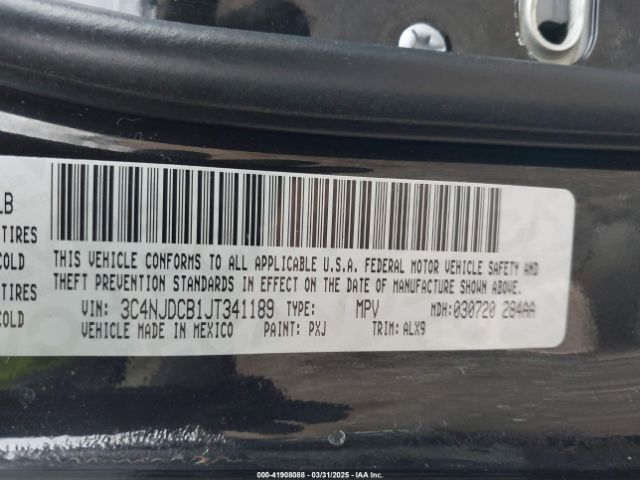 LB
TIRES
COLD
TIRES
COLD
THIS VEHICLE CONFORMS TO ALL APPLICABLE U.S.A. FEDERAL MOTOR VEHICLE SAFETY AND
THEFT PREVENTION STANDARDS IN EFFECT ON THE DATE OF MANUFACTURE SHOWN ABOVE.
VIN: 3C4NJDCB1JT341189 TYPE: MPV MDH:030720 284AA
VEHICLE MADE IN MEXICO PAINT: PXJ TRIM: ALX9
000-41908088 - 03/31/2025 - IAAI.COM